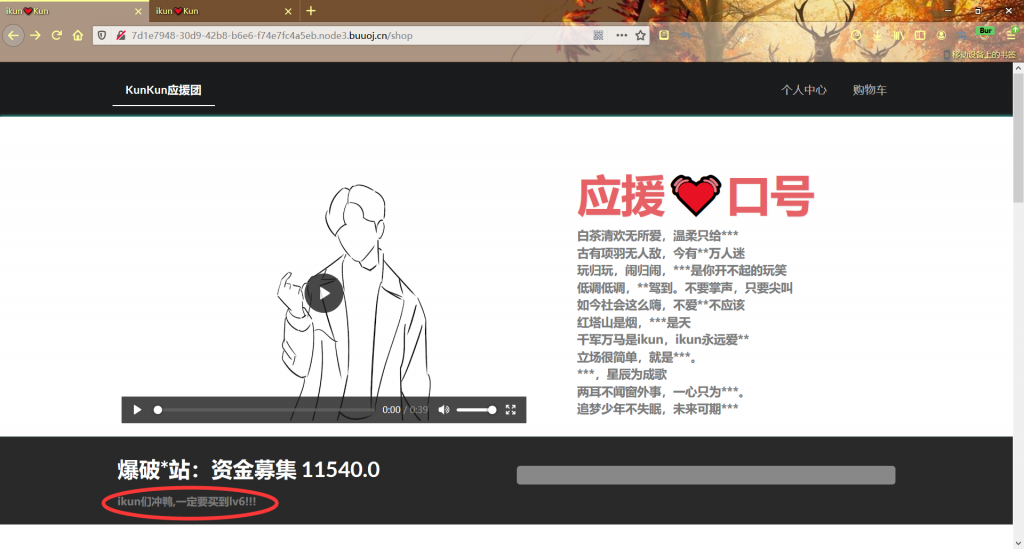 ikun❤Kun
ikun❤Kun
7d1e7948-30d9-42b8-b6e6-f74e7fc4a5eb.node3.buuoj.cn/shop
Bur
移动设备上的书签
KunKun应援团
个人中心
购物车
应援❤口号
白茶清欢无所爱，温柔只给***
古有项羽无人敌，今有**万人迷
玩归玩，闹归闹，***是你开不起的玩笑
低调低调，**驾到。不要掌声，只要尖叫
如今社会这么嗨，不爱**不应该
红塔山是烟，***是天
千军万马是ikun，ikun永远爱**
立场很简单，就是***。
***，星辰为成歌
两耳不闻窗外事，一心只为***。
追梦少年不失眠，未来可期***
0:00 / 0:39
爆破*站：资金募集 11540.0
ikun们冲鸭,一定要买到lv6!!!